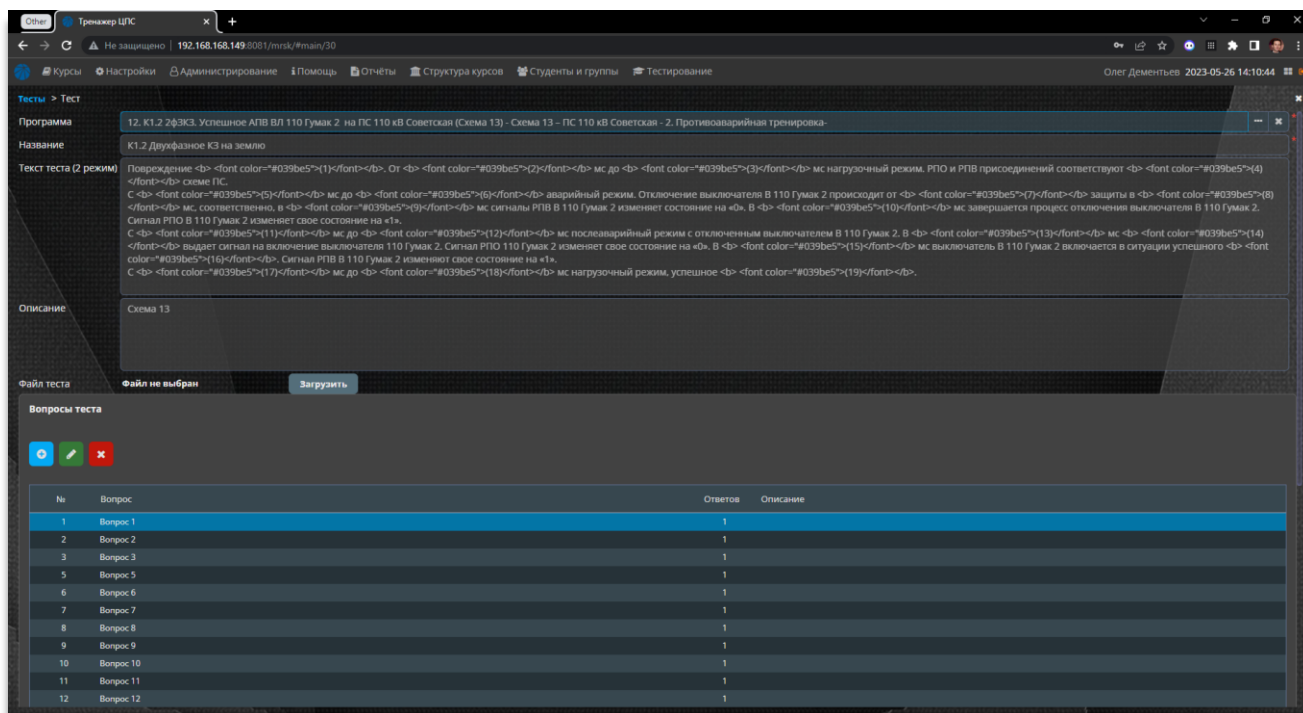 Other Тренажер ЦПС
Не защищено 192.168.168.149:8081/mrsk/#main/30
Курсы Настройки Администрирование Помощь Отчёты Структура курсов Студенты и группы Тестирование Олег Дементьев 2023-05-26 14:10:44
Тесты > Тест
Программа 12. К1.2 2фЗКЗ. Успешное АПВ ВЛ 110 Гумак 2 на ПС 110 кВ Советская (Схема 13) - Схема 13 – ПС 110 кВ Советская - 2. Противоаварийная тренировка-
Название К1.2 Двухфазное КЗ на землю
Текст теста (2 режим) Повреждение <b> <font color="#039be5">(1)</font></b>. От <b> <font color="#039be5">(2)</font></b> мс до <b> <font color="#039be5">(3)</font></b> мс нагрузочный режим. РПО и РПВ присоединений соответствуют <b> <font color="#039be5">(4)
</font></b> схеме ПС.
С <b> <font color="#039be5">(5)</font></b> мс до <b> <font color="#039be5">(6)</font></b> аварийный режим. Отключение выключателя В 110 Гумак 2 происходит от <b> <font color="#039be5">(7)</font></b> защиты в <b> <font color="#039be5">(8)
</font></b> мс, соответственно, в <b> <font color="#039be5">(9)</font></b> мс сигналы РПВ В 110 Гумак 2 изменяет состояние на «0». В <b> <font color="#039be5">(10)</font></b> мс завершается процесс отключения выключателя В 110 Гумак 2.
Сигнал РПО В 110 Гумак 2 изменяет свое состояние на «1».
С <b> <font color="#039be5">(11)</font></b> мс до <b> <font color="#039be5">(12)</font></b> мс послеаварийный режим с отключенным выключателем В 110 Гумак 2. В <b> <font color="#039be5">(13)</font></b> мс <b> <font color="#039be5">(14)
</font></b> выдает сигнал на включение выключателя 110 Гумак 2. Сигнал РПО 110 Гумак 2 изменяет свое состояние на «0». В <b> <font color="#039be5">(15)</font></b> мс выключатель В 110 Гумак 2 включается в ситуации успешного <b> <font
color="#039be5">(16)</font></b>. Сигнал РПВ В 110 Гумак 2 изменяют свое состояние на «1».
С <b> <font color="#039be5">(17)</font></b> мс до <b> <font color="#039be5">(18)</font></b> мс нагрузочный режим, успешное <b> <font color="#039be5">(19)</font></b>.
Описание Схема 13
Файл теста Файл не выбран Загрузить
Вопросы теста
№ Вопрос Ответов Описание
1 Вопрос 1 1
2 Вопрос 2 1
3 Вопрос 3 1
5 Вопрос 5 1
6 Вопрос 6 1
7 Вопрос 7 1
8 Вопрос 8 1
9 Вопрос 9 1
10 Вопрос 10 1
11 Вопрос 11 1
12 Вопрос 12 1